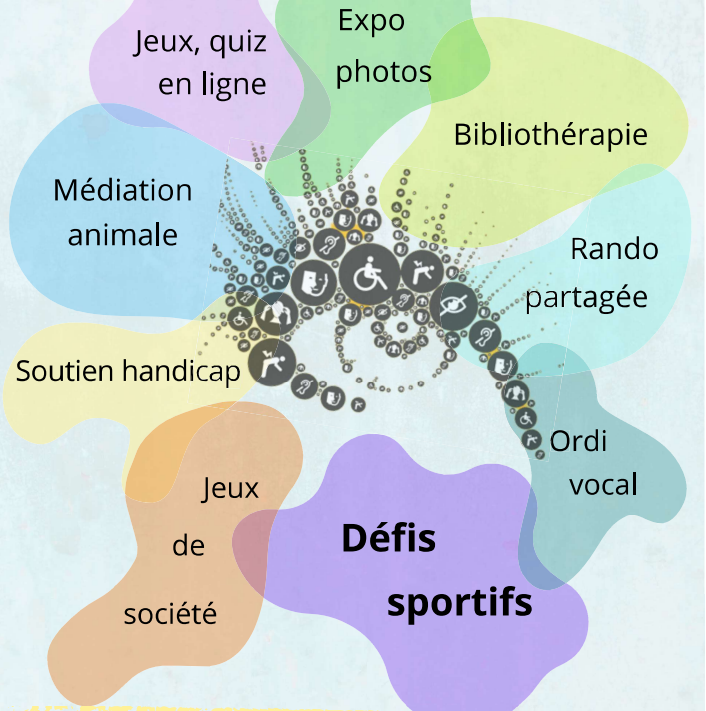 Jeux, quiz
en ligne
Expo
photos
Bibliothérapie
Médiation
animale
Rando
partagée
Soutien handicap
Ordi
vocal
Jeux
de
société
Défis
sportifs